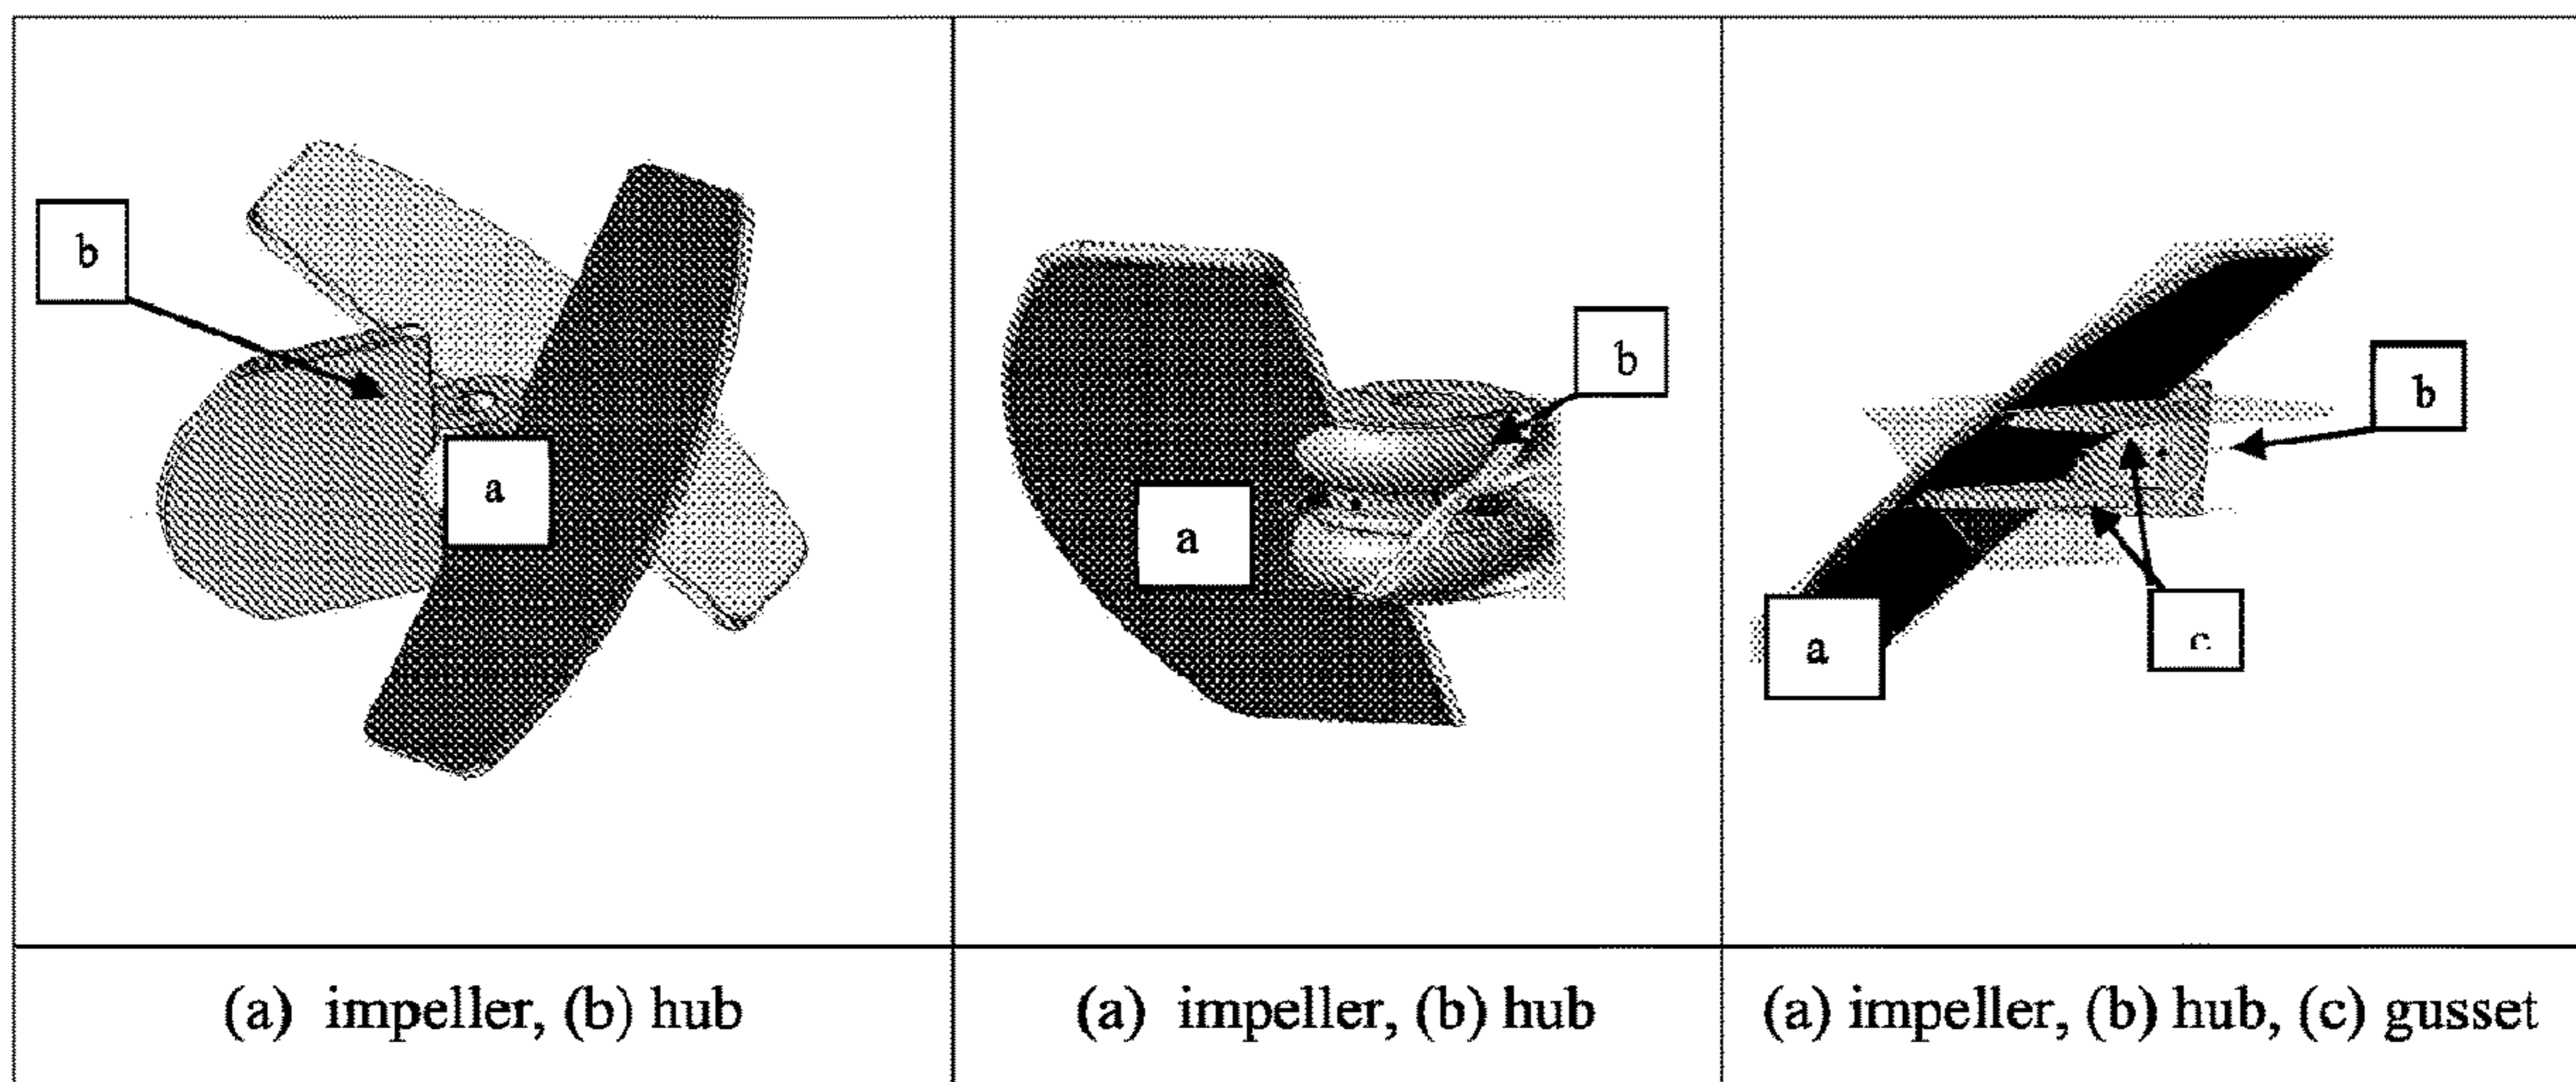 b
a
b
a
b
c
a
(a) impeller, (b) hub
(a) impeller, (b) hub
(a) impeller, (b) hub, (c) gusset